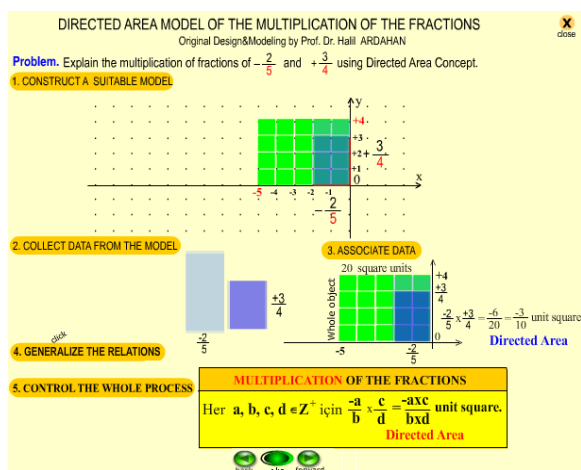 DIRECTED AREA MODEL OF THE MULTIPLICATION OF THE FRACTIONS
X
close
Original Design&Modeling by Prof. Dr. Halil ARDAHAN
Problem. Explain the multiplication of fractions of -2/5 and +3/4 using Directed Area Concept.
1. CONSTRUCT A SUITABLE MODEL
y
+4
+3
+2 + 3/4
+1
0
x
-5 -4 -3 -2 -1
-2/5
2. COLLECT DATA FROM THE MODEL
3. ASSOCIATE DATA
20 square units
Whole object
+4
+3/4
+3/4
-2/5 x +3/4 = -6/20 = -3/10 unit square
0
Directed Area
-2/5
-5
-2/5
click
4. GENERALIZE THE RELATIONS
5. CONTROL THE WHOLE PROCESS
MULTIPLICATION OF THE FRACTIONS
Her a, b, c, d ∈ Z+ için -a/b x c/d = -axc/bxd unit square.
Directed Area